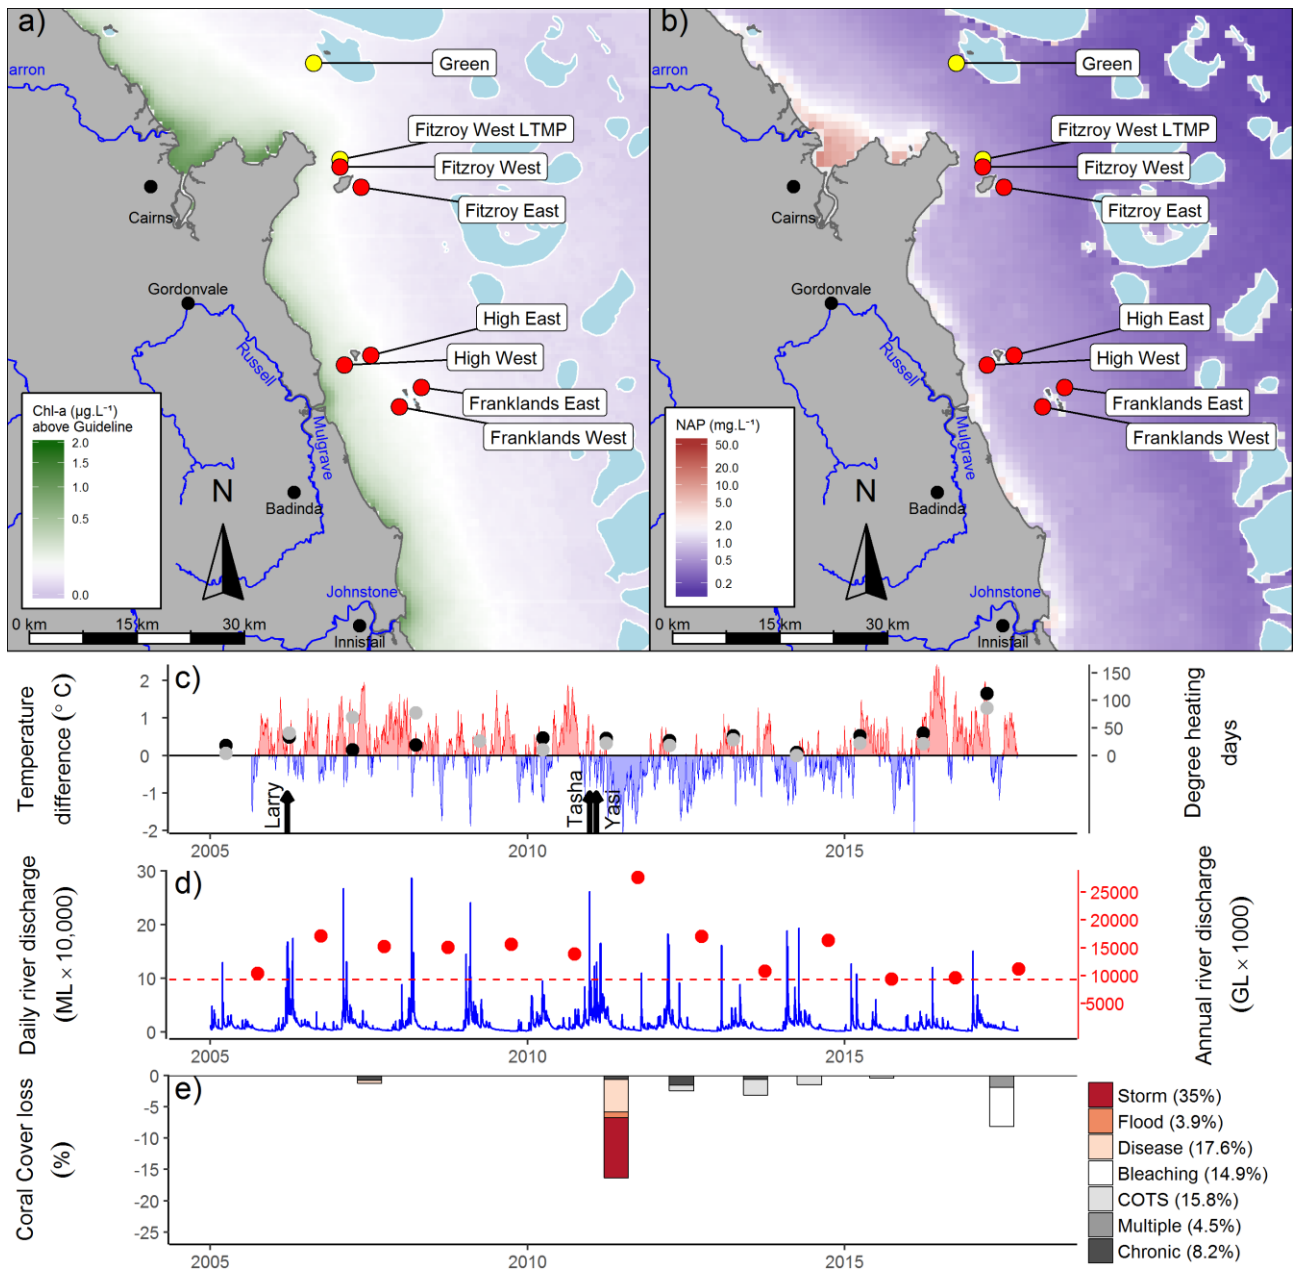 a)
arron
Green
Fitzroy West LTMP
Fitzroy West
Fitzroy East
Cairns
Gordonvale
Russell
High East
High West
Franklands East
Franklands West
Mulgrave
Chl-a (µg.L⁻¹)
above Guideline
2.0
1.5
1.0
0.5
0.0
N
Badinda
Johnstone
Innisfail
0 km 15 km 30 km
b)
arron
Green
Fitzroy West LTMP
Fitzroy West
Fitzroy East
Cairns
Gordonvale
Russell
High East
High West
Franklands East
Franklands West
Mulgrave
NAP (mg.L⁻¹)
50.0
20.0
10.0
5.0
2.0
1.0
0.5
0.2
N
Badinda
Johnstone
Innisfail
0 km 15 km 30 km
c)
Temperature
difference (° C)
2
1
0
-1
-2
Larry
Tasha
Yasi
150
100
50
0
Degree heating
days
2005 2010 2015
d)
Daily river discharge
(ML × 10,000)
30
20
10
0
25000
20000
15000
10000
5000
Annual river discharge
(GL × 1000)
2005 2010 2015
e)
Coral Cover loss
(%)
0
-5
-10
-15
-20
-25
2005 2010 2015
Storm (35%)
Flood (3.9%)
Disease (17.6%)
Bleaching (14.9%)
COTS (15.8%)
Multiple (4.5%)
Chronic (8.2%)